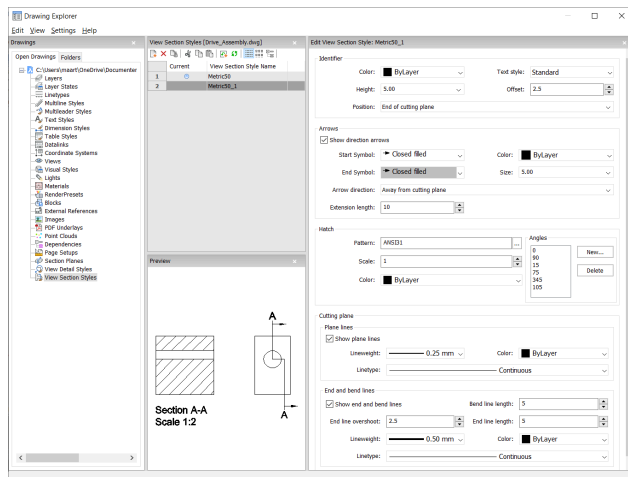 Drawing Explorer
Edit View Settings Help
Drawings
Open Drawings Folders
C:\Users\maart\OneDrive\Documenter
Layers
Layer States
Linetypes
Multiline Styles
Multileader Styles
Text Styles
Dimension Styles
Table Styles
Datalinks
Coordinate Systems
Views
Visual Styles
Lights
Materials
RenderPresets
Blocks
External References
Images
PDF Underlays
Point Clouds
Dependencies
Page Setups
Section Planes
View Detail Styles
View Section Styles
View Section Styles [Drive_Assembly.dwg]
Current View Section Style Name
1 Metric50
2 Metric50_1
Preview
A
A
Section A-A
Scale 1:2
Edit View Section Style: Metric50_1
Identifier
Color: ByLayer Text style: Standard
Height: 5.00 Offset: 2.5
Position: End of cutting plane
Arrows
Show direction arrows
Start Symbol: Closed filled Color: ByLayer
End Symbol: Closed filled Size: 5.00
Arrow direction: Away from cutting plane
Extension length: 10
Hatch
Pattern: ANSI31 ...
Scale: 1
Color: ByLayer
Angles
0
90
15
75
345
105
New...
Delete
Cutting plane
Plane lines
Show plane lines
Lineweight: 0.25 mm Color: ByLayer
Linetype: Continuous
End and bend lines
Show end and bend lines Bend line length: 5
End line overshoot: 2.5 End line length: 5
Lineweight: 0.50 mm Color: ByLayer
Linetype: Continuous